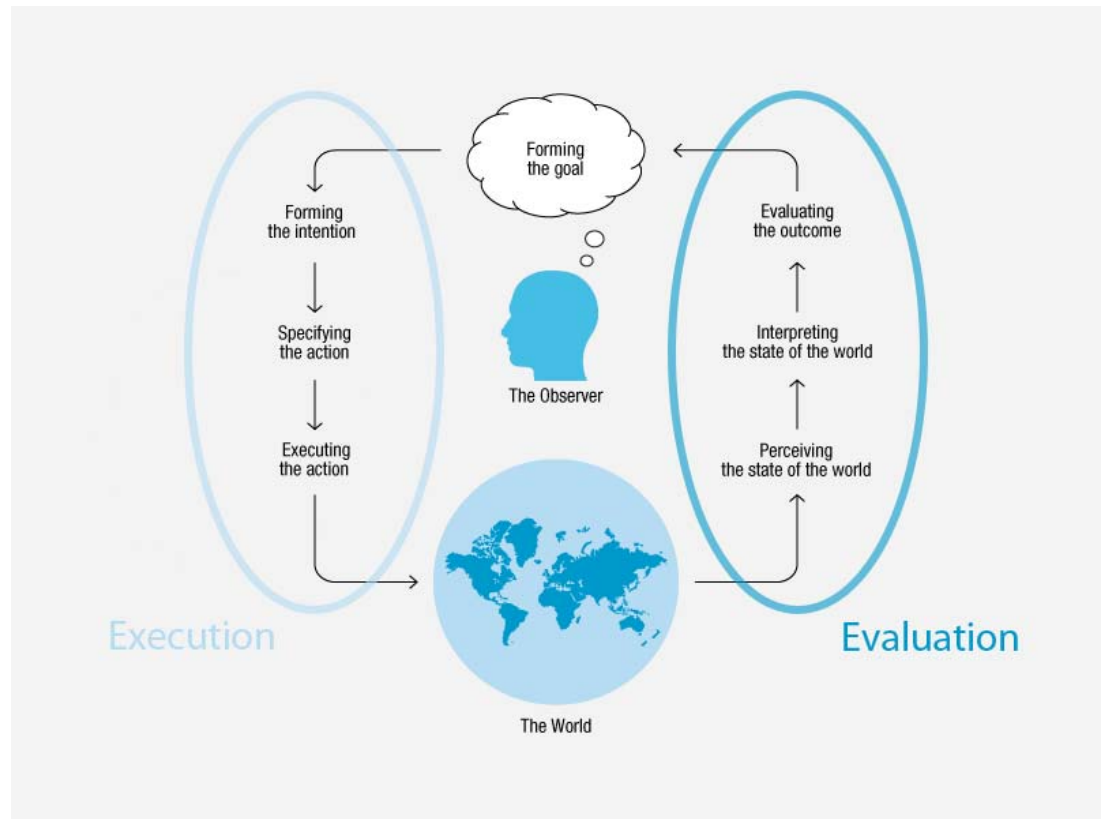 Forming
the goal
Forming
the intention
Evaluating
the outcome
Specifying
the action
Interpreting
the state of the world
The Observer
Executing
the action
Perceiving
the state of the world
Execution
Evaluation
The World